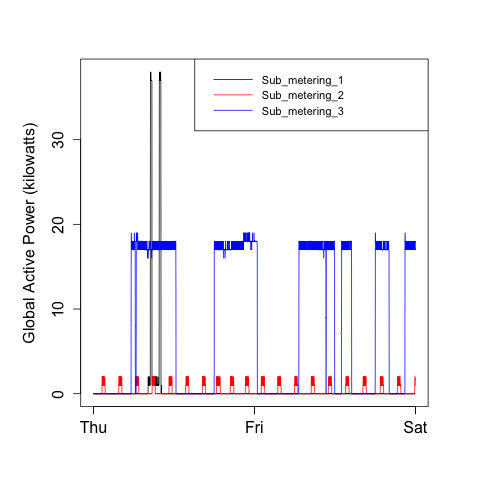 Sub_metering_1
Sub_metering_2
Sub_metering_3
Global Active Power (kilowatts)
30
20
10
0
Thu Fri Sat